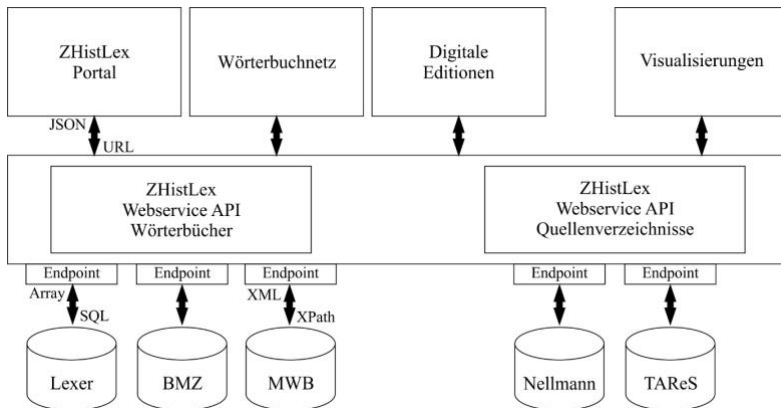 ZHistLex
Portal
Wörterbuchnetz
Digitale
Editionen
Visualisierungen
JSON
URL
ZHistLex
Webservice API
Wörterbücher
ZHistLex
Webservice API
Quellenverzeichnisse
Endpoint
Endpoint
Endpoint
Endpoint
Endpoint
Array
SQL
XML
XPath
Lexer
BMZ
MWB
Nellmann
TAReS